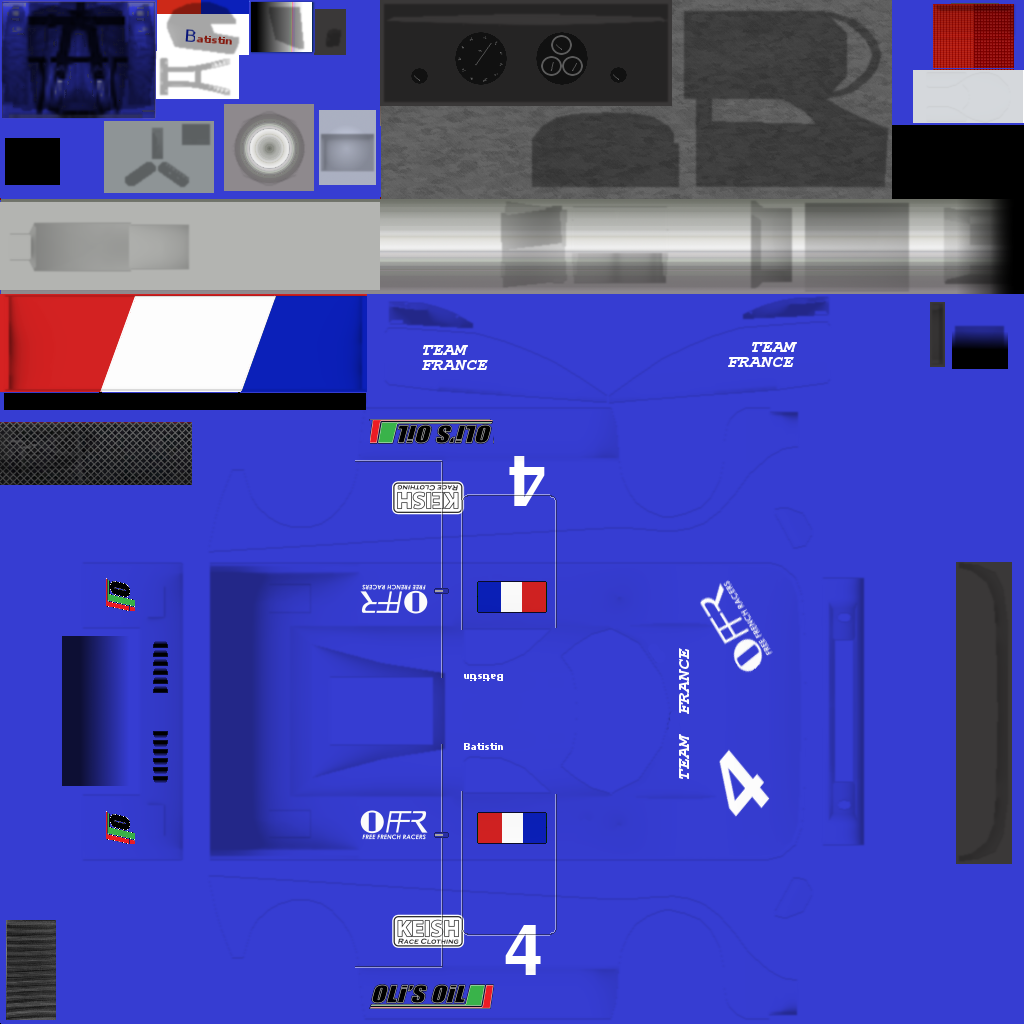 Batistin
TEAM
FRANCE
TEAM
FRANCE
OLI'S OIL
4
KEISH
RACE CLOTHING
OFFR
FREE FRENCH RACERS
OFFR
FREE FRENCH RACERS
Batistin
TEAM FRANCE
Batistin
4
OFFR
FREE FRENCH RACERS
KEISH
RACE CLOTHING
4
OLI'S OIL